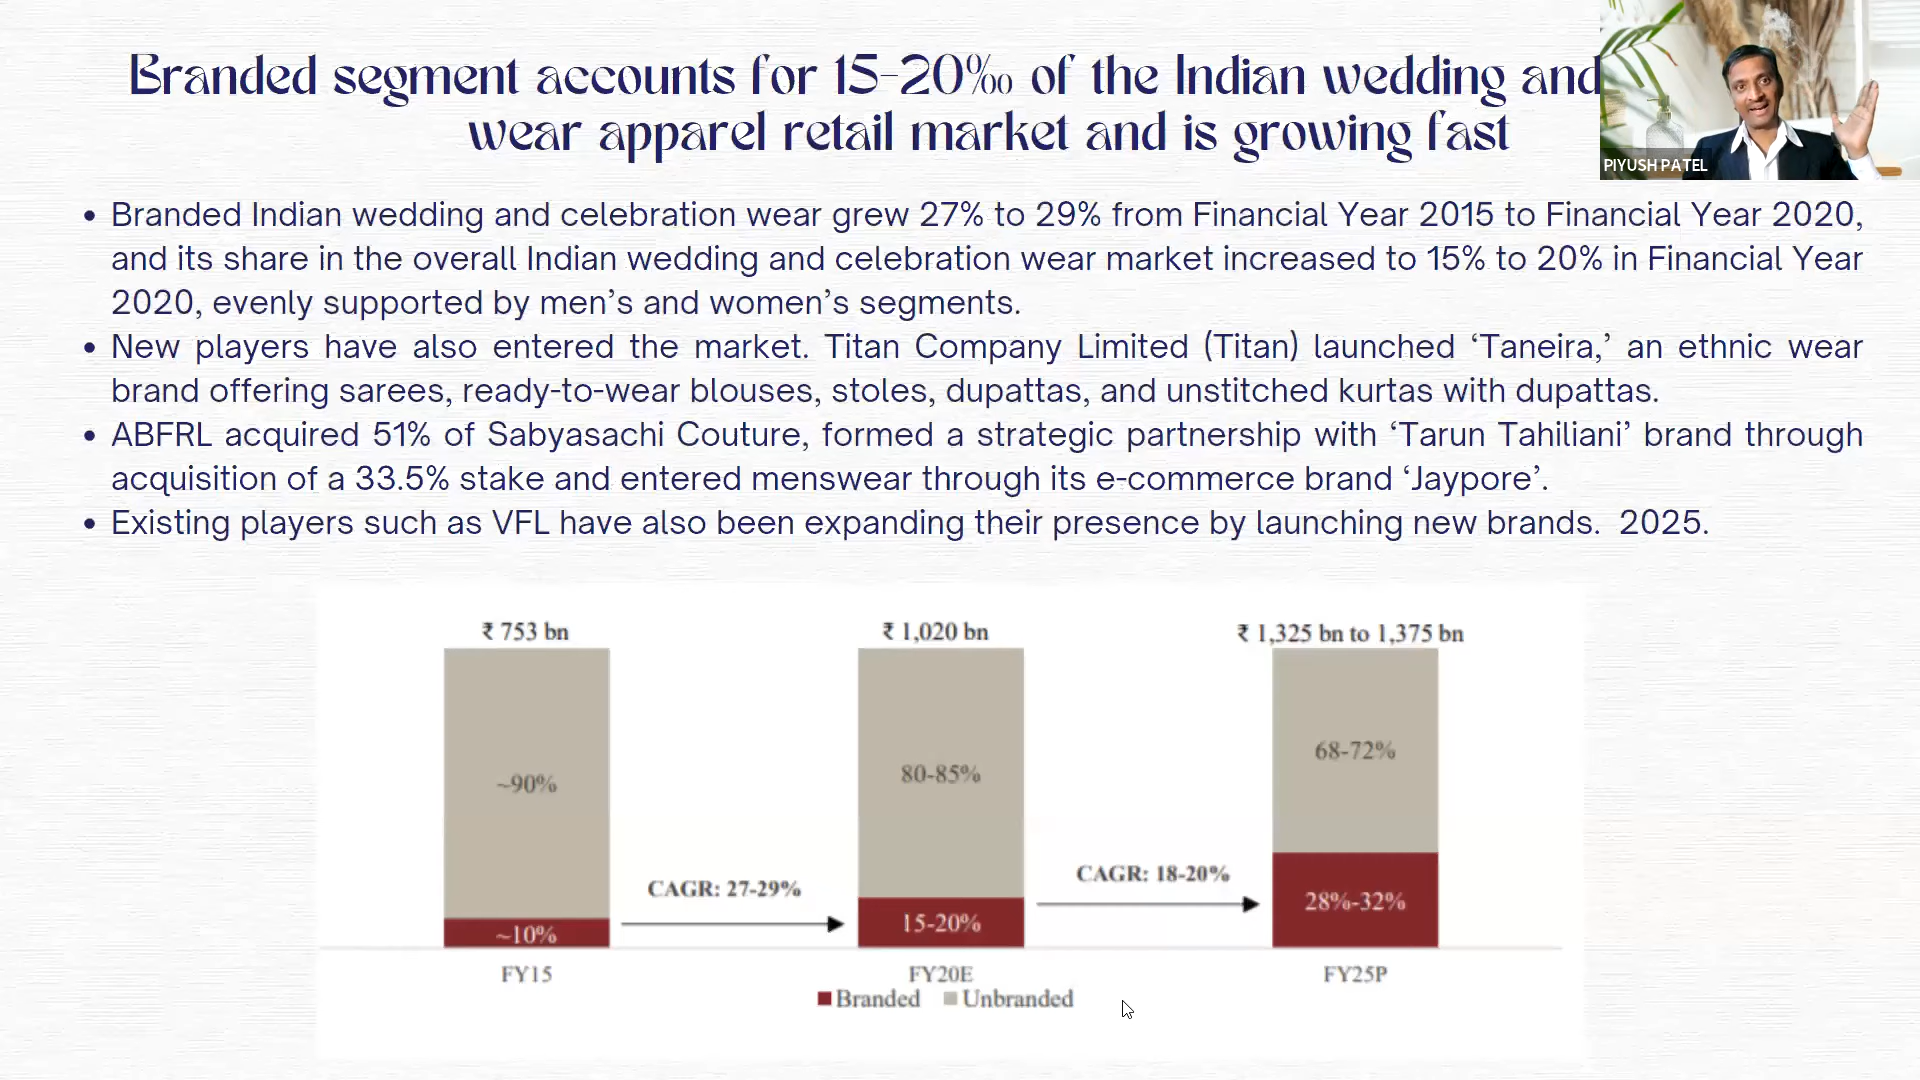 Branded segment accounts for 15-20‰ of the Indian wedding and
wear apparel retail market and is growing fast
PIYUSH PATEL
• Branded Indian wedding and celebration wear grew 27% to 29% from Financial Year 2015 to Financial Year 2020,
and its share in the overall Indian wedding and celebration wear market increased to 15% to 20% in Financial Year
2020, evenly supported by men’s and women’s segments.
• New players have also entered the market. Titan Company Limited (Titan) launched ‘Taneira,’ an ethnic wear
brand offering sarees, ready-to-wear blouses, stoles, dupattas, and unstitched kurtas with dupattas.
• ABFRL acquired 51% of Sabyasachi Couture, formed a strategic partnership with ‘Tarun Tahiliani’ brand through
acquisition of a 33.5% stake and entered menswear through its e-commerce brand ‘Jaypore’.
• Existing players such as VFL have also been expanding their presence by launching new brands. 2025.
₹ 753 bn
₹ 1,020 bn
₹ 1,325 bn to 1,375 bn
~90%
80-85%
68-72%
CAGR: 27-29%
CAGR: 18-20%
~10%
15-20%
28%-32%
FY15
FY20E
FY25P
Branded
Unbranded